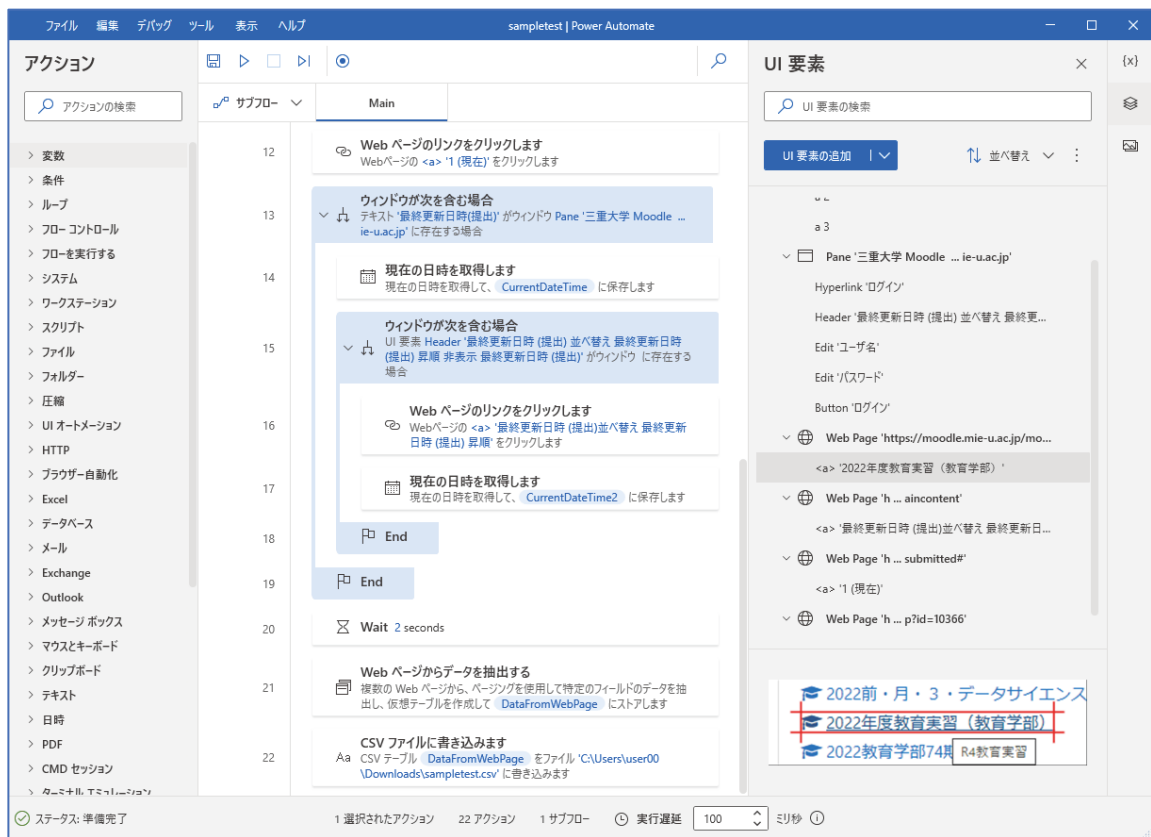 ファイル 編集 デバッグ ツール 表示 ヘルプ
sampletest | Power Automate
アクション
アクションの検索
変数
条件
ループ
フロー コントロール
フローを実行する
システム
ワークステーション
スクリプト
ファイル
フォルダー
圧縮
UI オートメーション
HTTP
ブラウザー自動化
Excel
データベース
メール
Exchange
Outlook
メッセージ ボックス
マウスとキーボード
クリップボード
テキスト
日時
PDF
CMD セッション
ターミナル エミュレーション
サブフロー
Main
12
Web ページのリンクをクリックします
Webページの <a> '1 (現在)' をクリックします
13
ウィンドウが次を含む場合
テキスト '最終更新日時(提出)' がウィンドウ Pane '三重大学 Moodle ...
ie-u.ac.jp' に存在する場合
14
現在の日時を取得します
現在の日時を取得して、 CurrentDateTime に保存します
15
ウィンドウが次を含む場合
UI 要素 Header '最終更新日時 (提出) 並べ替え 最終更新日時
(提出) 昇順 非表示 最終更新日時 (提出)' がウィンドウ に存在する
場合
16
Web ページのリンクをクリックします
Webページの <a> '最終更新日時 (提出)並べ替え 最終更新
日時 (提出) 昇順' をクリックします
17
現在の日時を取得します
現在の日時を取得して、 CurrentDateTime2 に保存します
18
End
19
End
20
Wait 2 seconds
21
Web ページからデータを抽出する
複数の Web ページから、ページングを使用して特定のフィールドのデータを抽
出し、仮想テーブルを作成して DataFromWebPage にストアします
22
CSV ファイルに書き込みます
Aa CSV テーブル DataFromWebPage をファイル 'C:\Users\user00
\Downloads\sampletest.csv' に書き込みます
UI 要素
{x}
UI 要素の検索
UI 要素の追加
並べ替え
a 3
Pane '三重大学 Moodle ... ie-u.ac.jp'
Hyperlink 'ログイン'
Header '最終更新日時 (提出) 並べ替え 最終更...
Edit 'ユーザ名'
Edit 'パスワード'
Button 'ログイン'
Web Page 'https://moodle.mie-u.ac.jp/mo...
<a> '2022年度教育実習（教育学部）'
Web Page 'h ... aincontent'
<a> '最終更新日時 (提出)並べ替え 最終更新日...
Web Page 'h ... submitted#'
<a> '1 (現在)'
Web Page 'h ... p?id=10366'
2022前・月・３・データサイエンス
2022年度教育実習（教育学部）
2022教育学部74期
R4教育実習
ステータス: 準備完了
1 選択されたアクション
22 アクション
1 サブフロー
実行遅延
100
ミリ秒